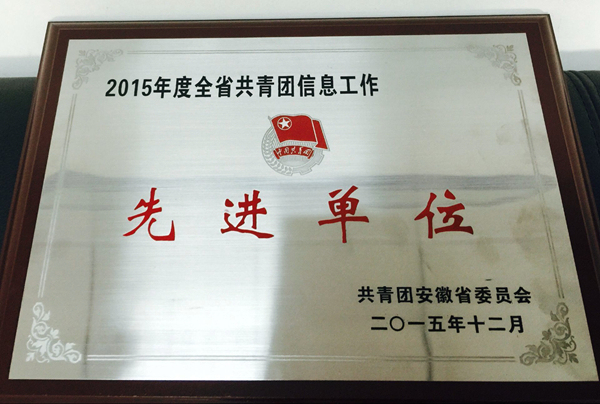 2015年度全省共青团信息工作
中国共青团
先进单位
共青团安徽省委员会
二〇一五年十二月